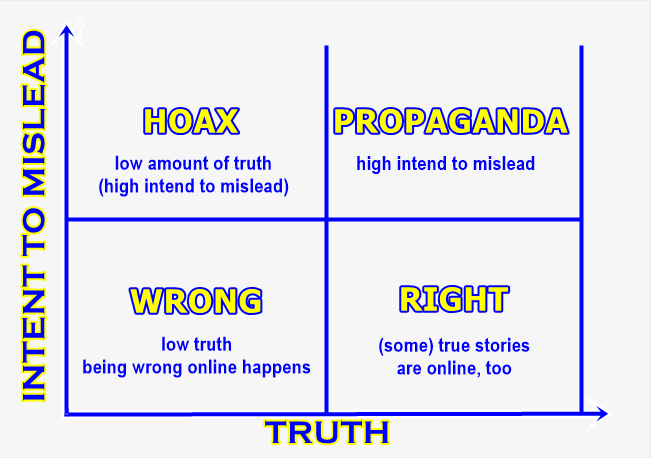 INTENT TO MISLEAD
HOAX
low amount of truth
(high intend to mislead)
PROPAGANDA
high intend to mislead
WRONG
low truth
being wrong online happens
RIGHT
(some) true stories
are online, too
TRUTH